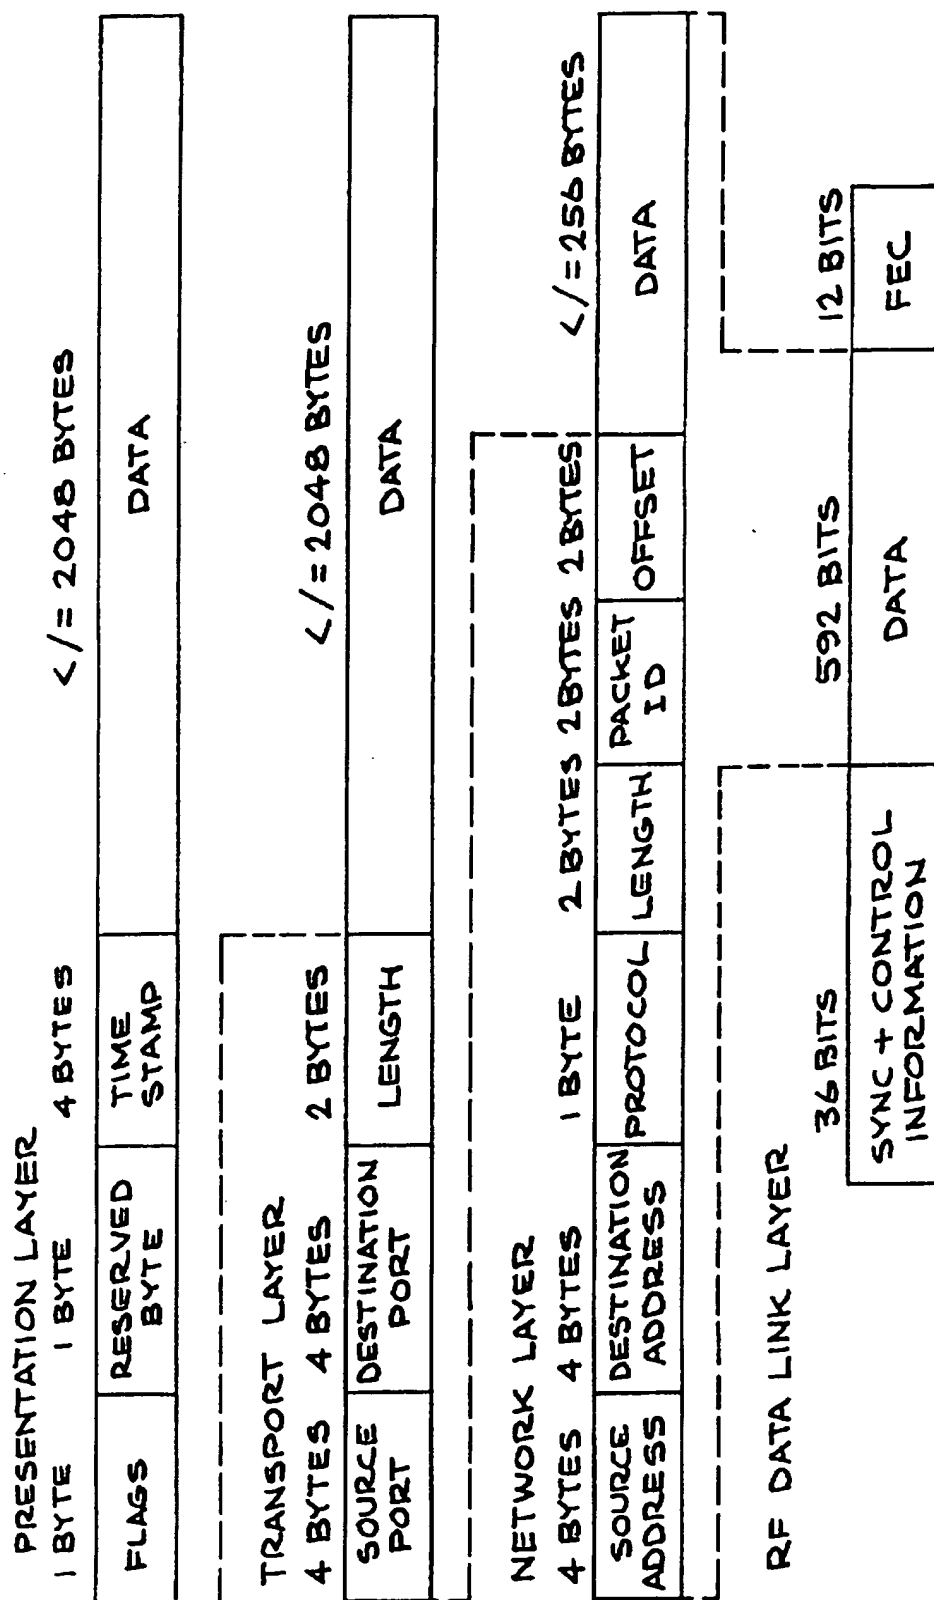 PRESENTATION LAYER
1 BYTE 1 BYTE 4 BYTES </= 2048 BYTES
FLAGS
RESERVED
BYTE
TIME
STAMP
DATA
TRANSPORT LAYER
4 BYTES 4 BYTES 2 BYTES </= 2048 BYTES
SOURCE
PORT
DESTINATION
PORT
LENGTH
DATA
NETWORK LAYER
4 BYTES 4 BYTES 1 BYTE 2 BYTES 2 BYTES 2 BYTES </= 256 BYTES
SOURCE
ADDRESS
DESTINATION
ADDRESS
PROTOCOL
LENGTH
PACKET
ID
OFFSET
DATA
RF DATA LINK LAYER
36 BITS 592 BITS 12 BITS
SYNC + CONTROL
INFORMATION
DATA
FEC